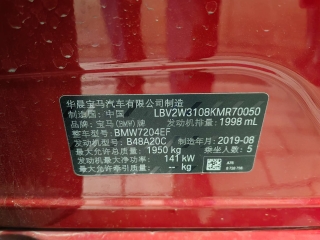 华晨宝马汽车有限公司制造
制造国:中国 LBV2W3108KMR70050
品牌:宝马(BMW)牌 发动机排量:1998 mL
整车型号:BMW7204EF
发动机型号:B48A20C 制造年月:2019-08
最大允许总质量:1950 kg 乘坐人数:5
发动机最大净功率:141 kW
最大允许牵引质量:-- kg